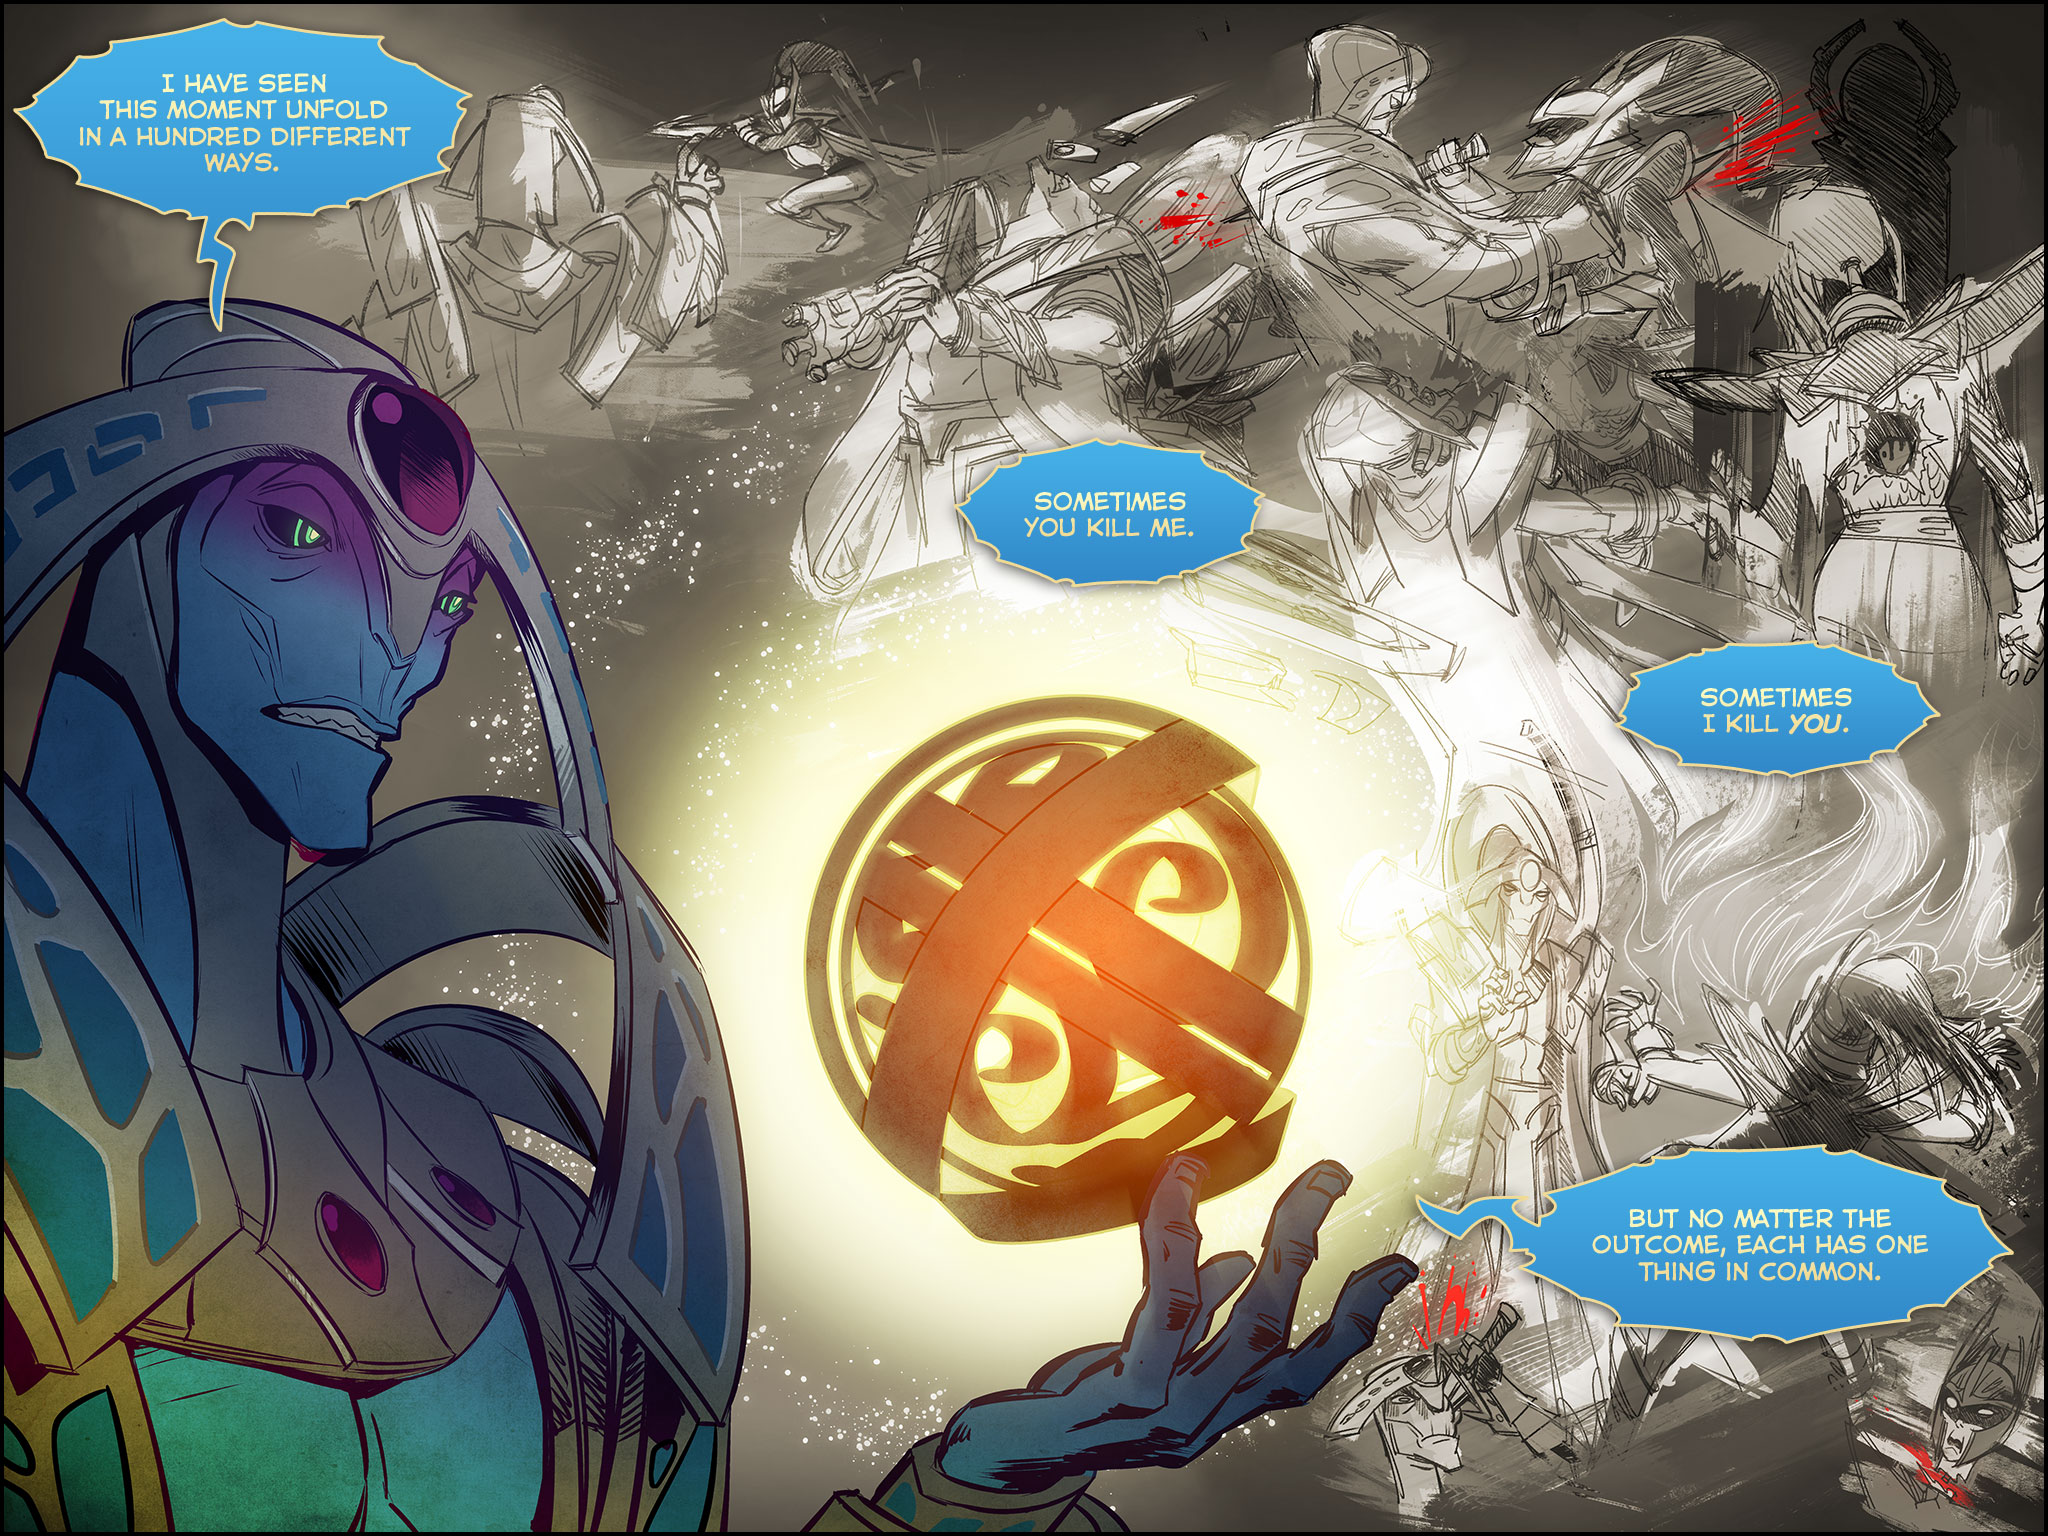 I HAVE SEEN
THIS MOMENT UNFOLD
IN A HUNDRED DIFFERENT
WAYS.
SOMETIMES
YOU KILL ME.
SOMETIMES
I KILL YOU.
BUT NO MATTER THE
OUTCOME, EACH HAS ONE
THING IN COMMON.